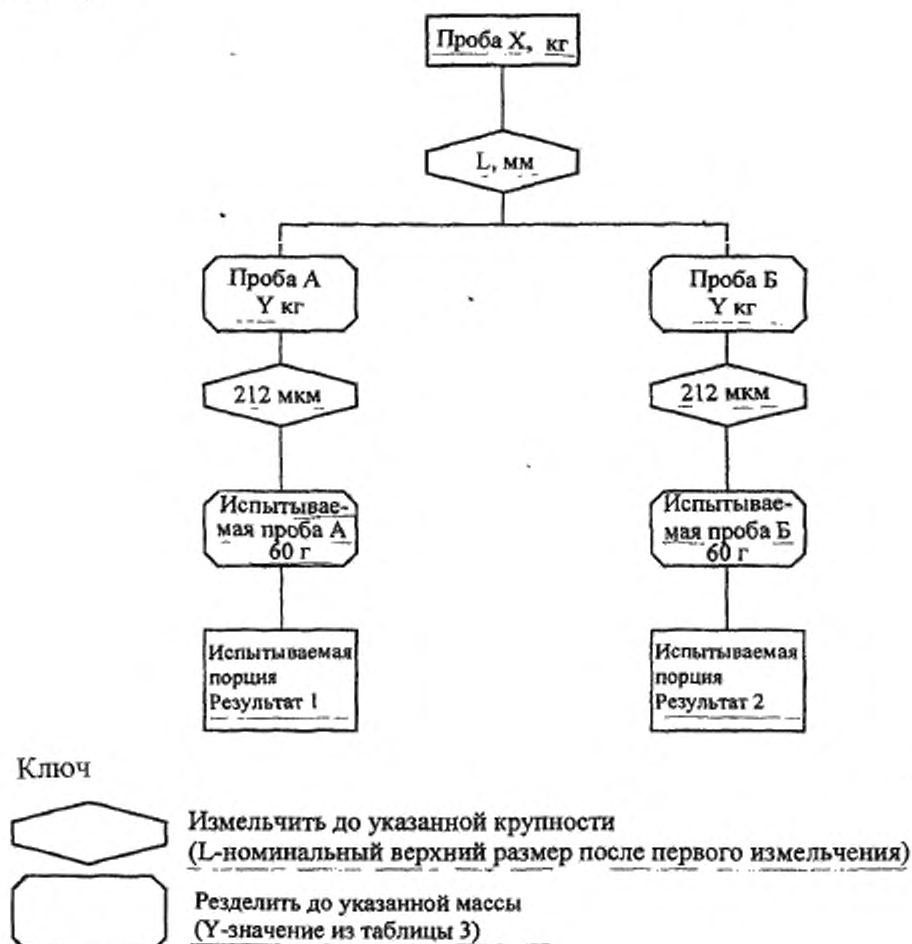 Проба X, кг
L, мм
Проба А
Y кг
Проба Б
Y кг
212 мкм
212 мкм
Испытывае-
мая проба А
60 г
Испытывае-
мая проба Б
60 г
Испытываемая
порция
Результат 1
Испытываемая
порция
Результат 2
Ключ
Измельчить до указанной крупности
(L-номинальный верхний размер после первого измельчения)
Резделить до указанной массы
(Y-значение из таблицы 3)